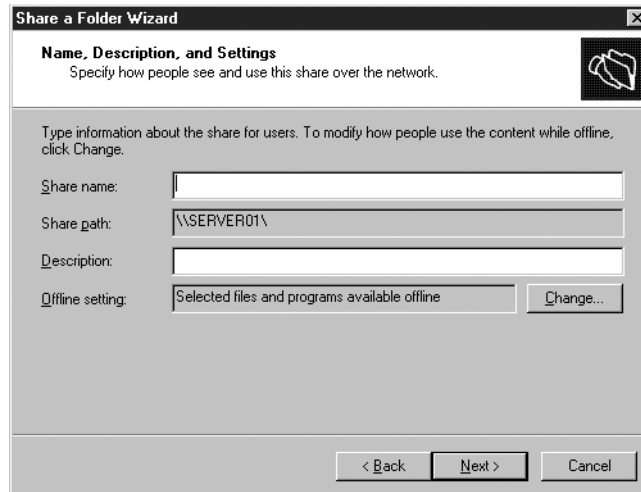 Share a Folder Wizard
Name, Description, and Settings
Specify how people see and use this share over the network.
Type information about the share for users. To modify how people use the content while offline,
click Change.
Share name:
Share path: \\SERVER01\
Description:
Offline setting: Selected files and programs available offline Change...
< Back Next > Cancel